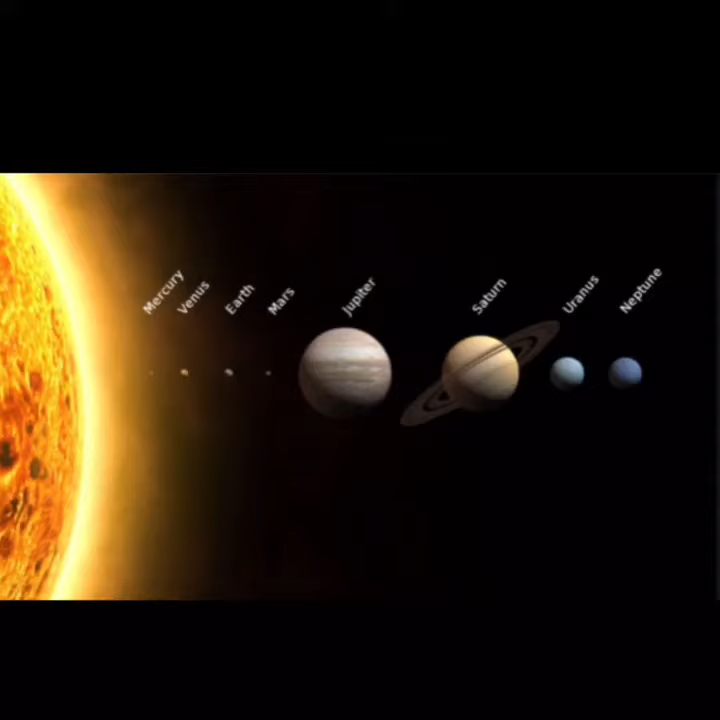 Mercury
Venus
Earth
Mars
Jupiter
Saturn
Uranus
Neptune